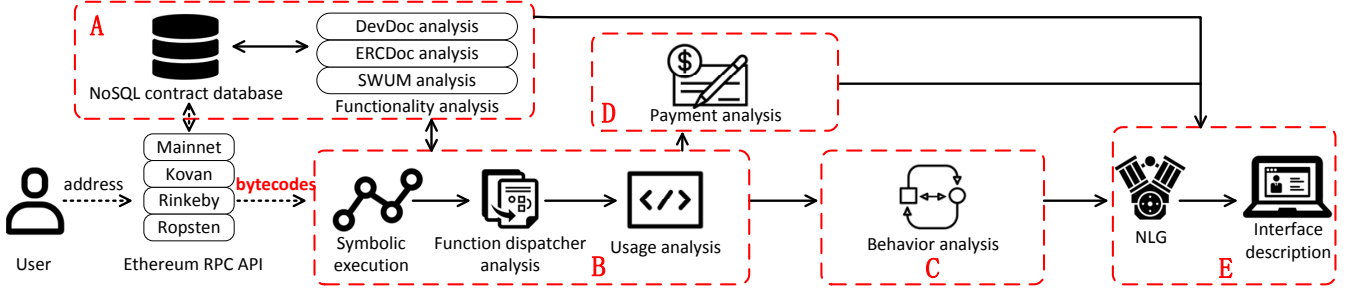 A
NoSQL contract database
DevDoc analysis
ERCDoc analysis
SWUM analysis
Functionality analysis
$
Payment analysis
D
User
address
Mainnet
Kovan
Rinkeby
Ropsten
Ethereum RPC API
bytecodes
Symbolic
execution
Function dispatcher
analysis
</>
Usage analysis
B
Behavior analysis
C
NLG
Interface
description
E